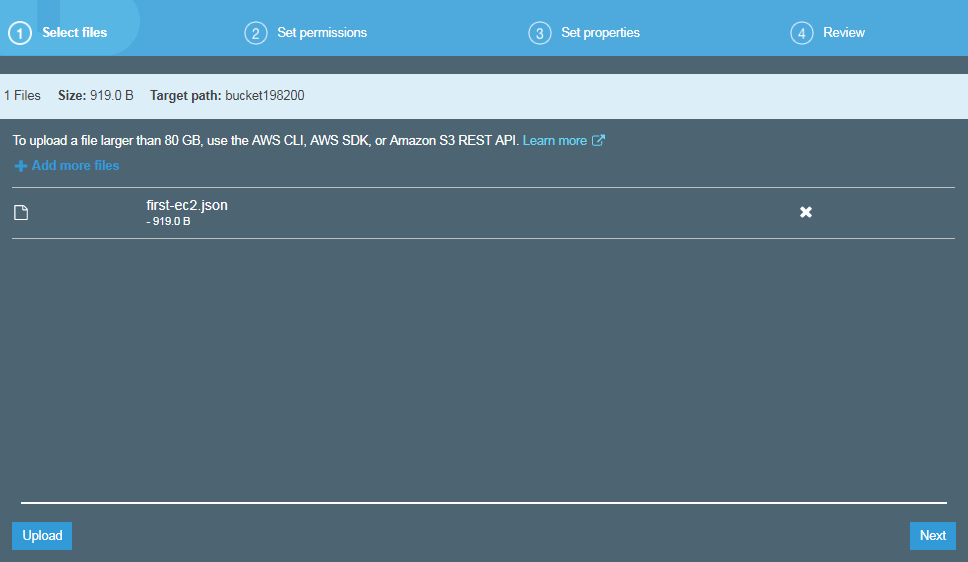 1 Select files 2 Set permissions 3 Set properties 4 Review
1 Files Size: 919.0 B Target path: bucket198200
To upload a file larger than 80 GB, use the AWS CLI, AWS SDK, or Amazon S3 REST API. Learn more
Add more files
first-ec2.json
- 919.0 B
Upload Next